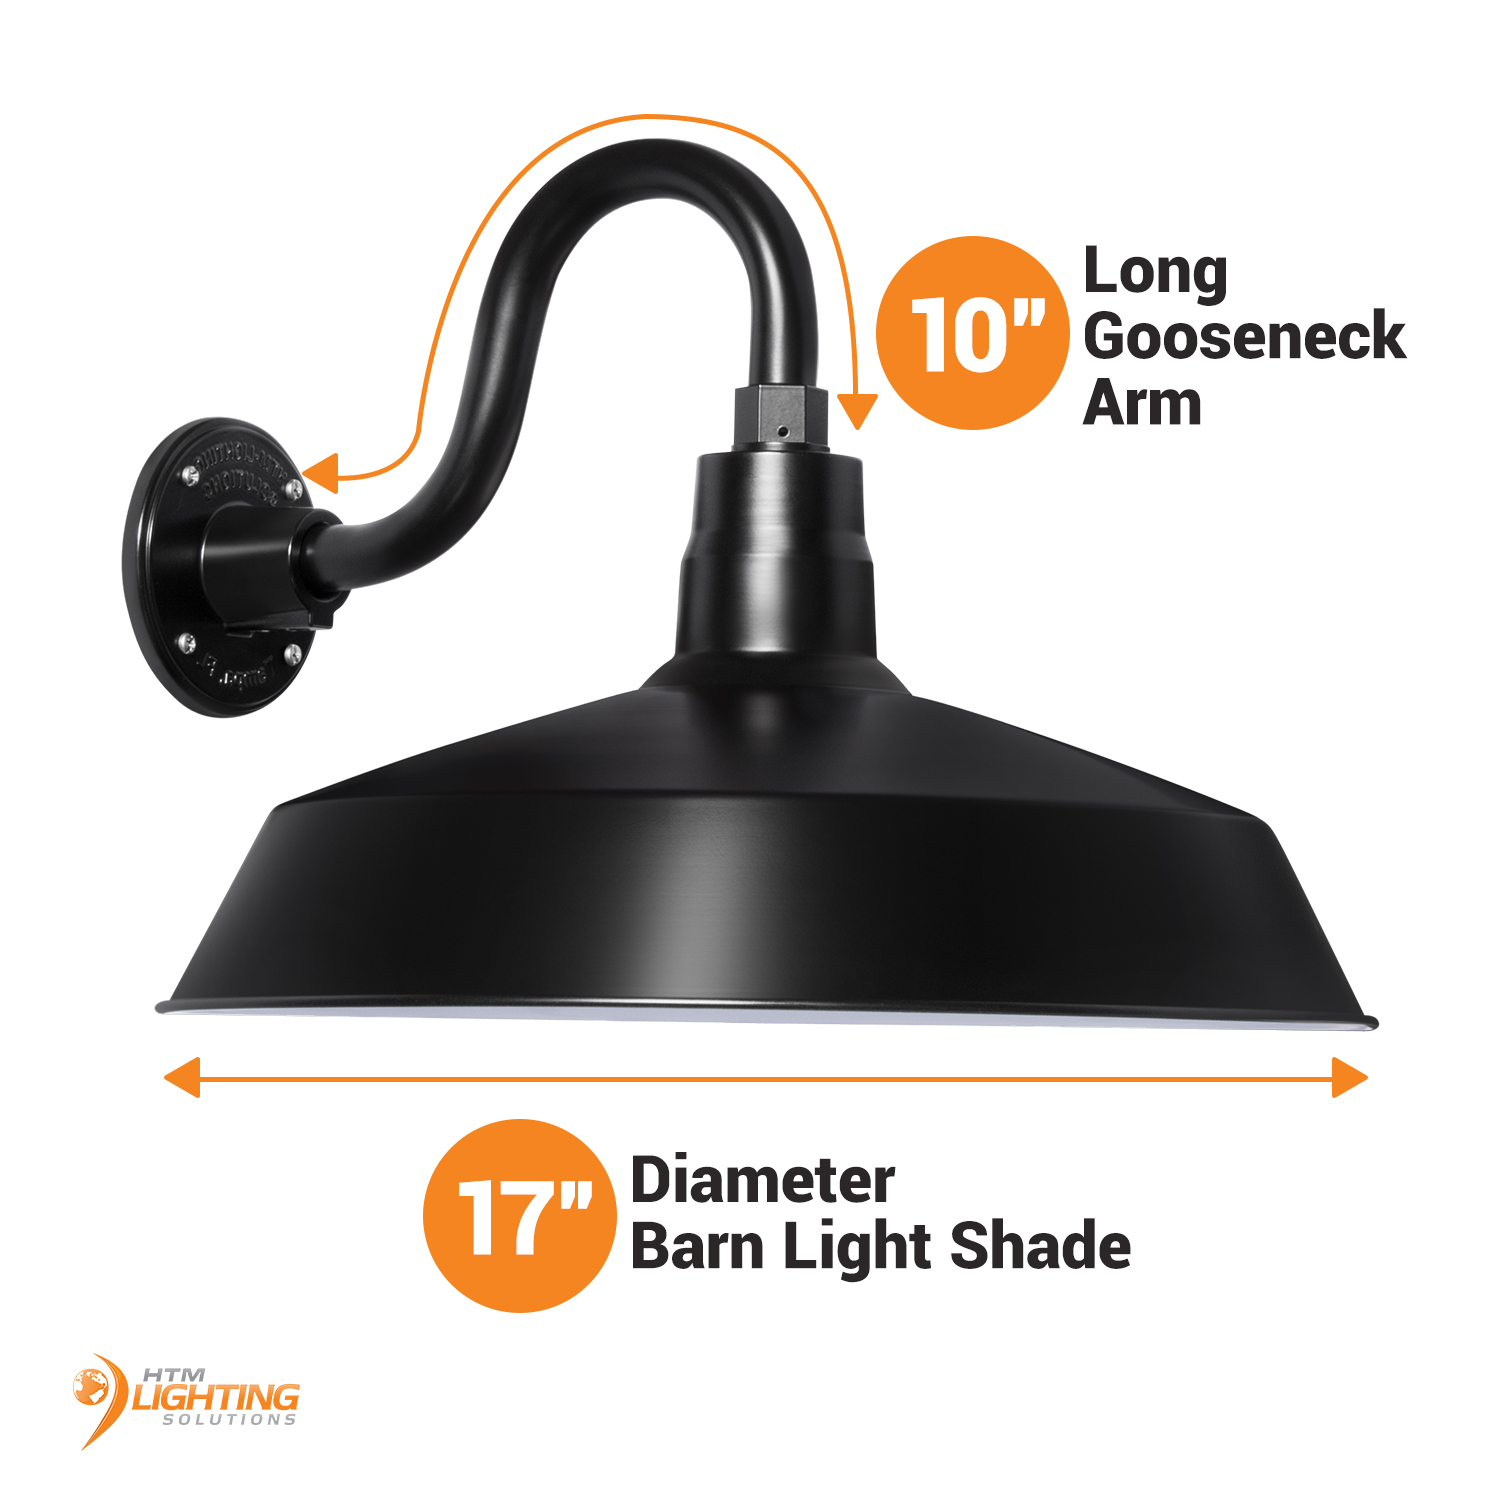 10"
Long
Gooseneck
Arm
17"
Diameter
Barn Light Shade
HTM
LIGHTING
SOLUTIONS